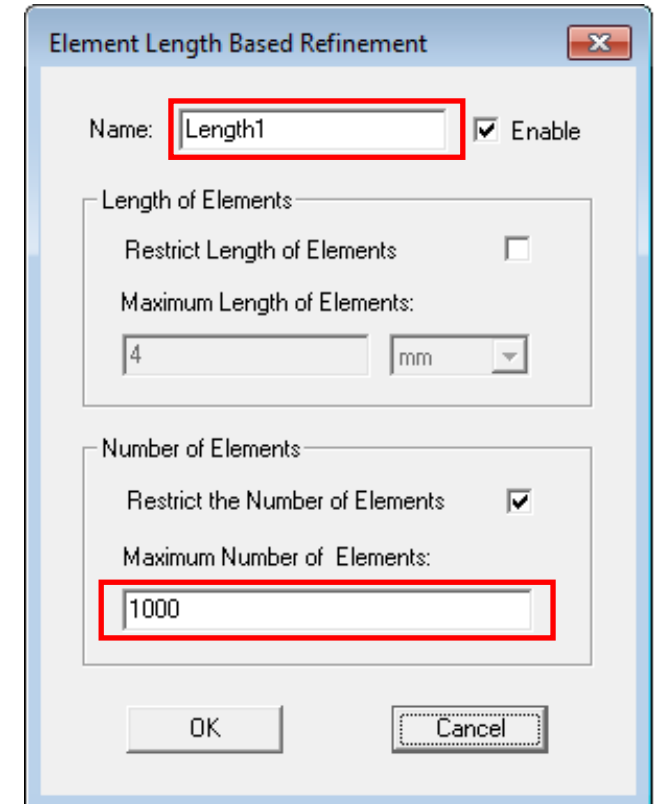 Element Length Based Refinement
Name: Length1 Enable
Length of Elements
Restrict Length of Elements
Maximum Length of Elements:
4 mm
Number of Elements
Restrict the Number of Elements
Maximum Number of Elements:
1000
OK Cancel